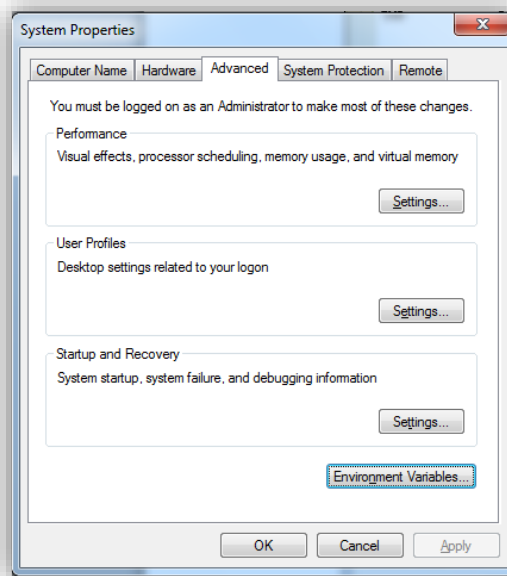 System Properties
Computer Name Hardware Advanced System Protection Remote
You must be logged on as an Administrator to make most of these changes.
Performance
Visual effects, processor scheduling, memory usage, and virtual memory
Settings...
User Profiles
Desktop settings related to your logon
Settings...
Startup and Recovery
System startup, system failure, and debugging information
Settings...
Environment Variables...
OK Cancel Apply